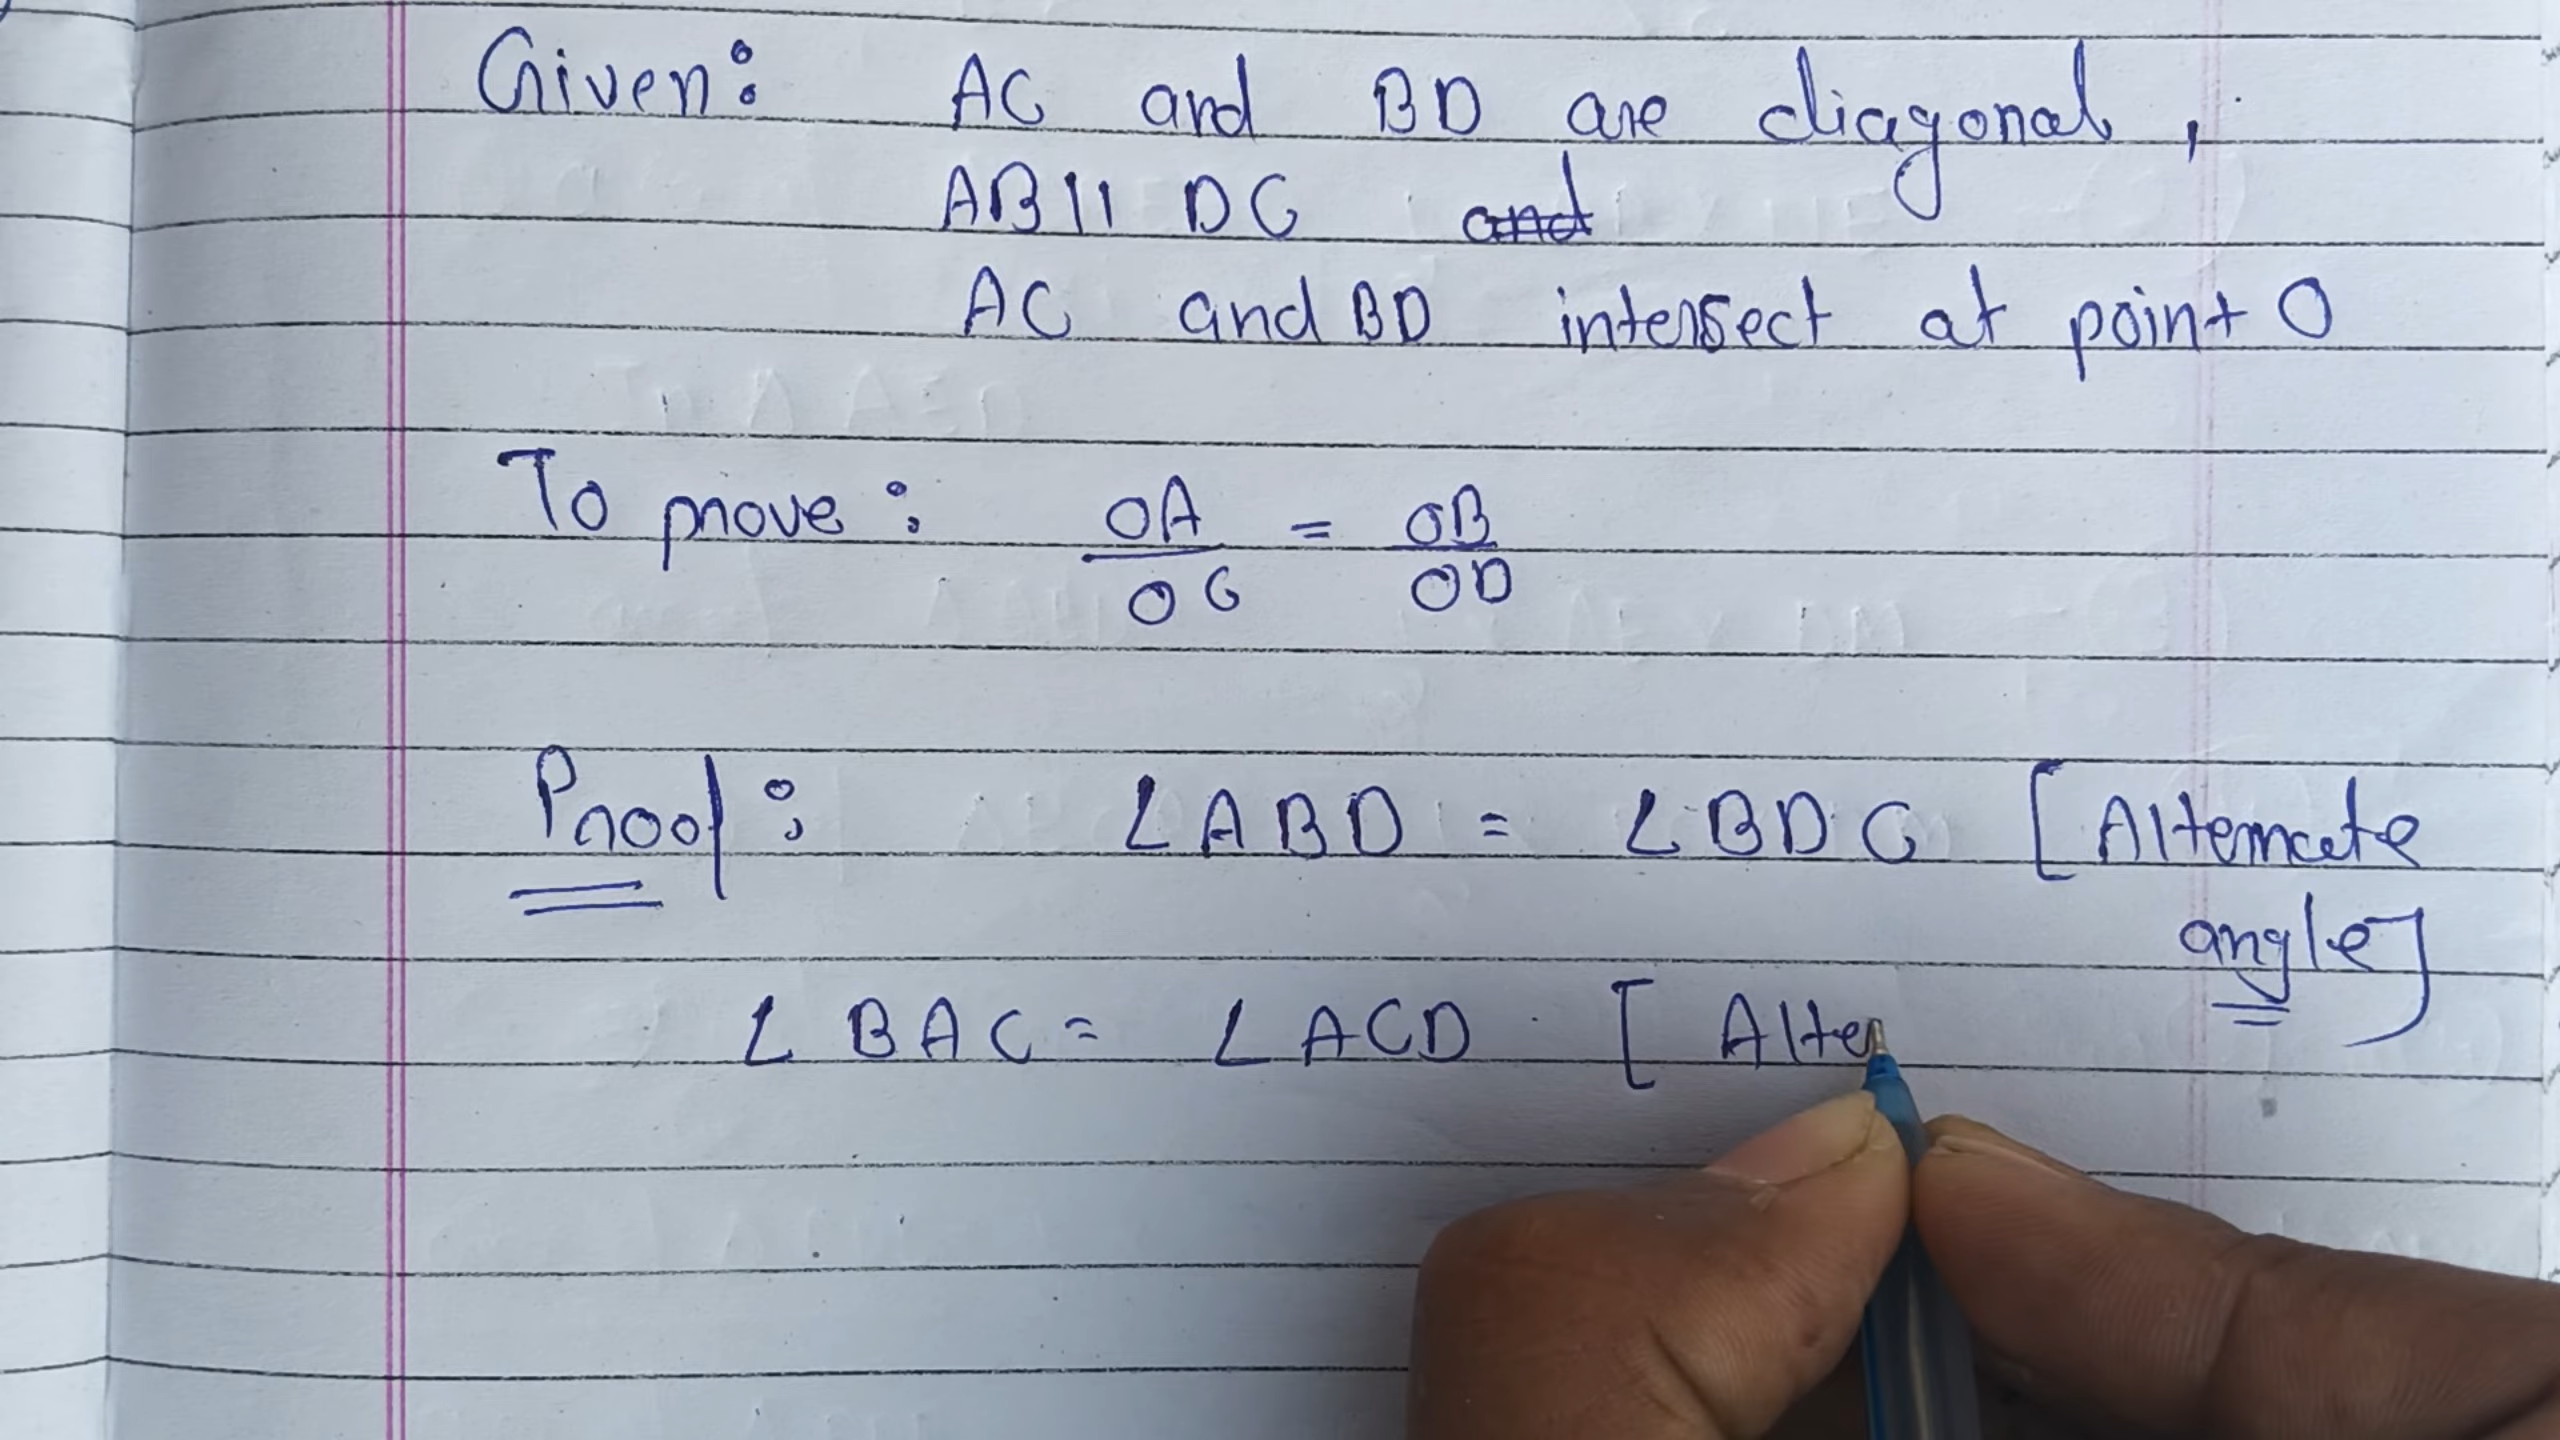 Given: AC and BD are diagonal,
AB || DC and
AC and BD intersect at point O
To prove: OA/OC = OB/OD
Proof: ∠ABD = ∠BDC [Alternate
angle]
∠BAC = ∠ACD [Alte